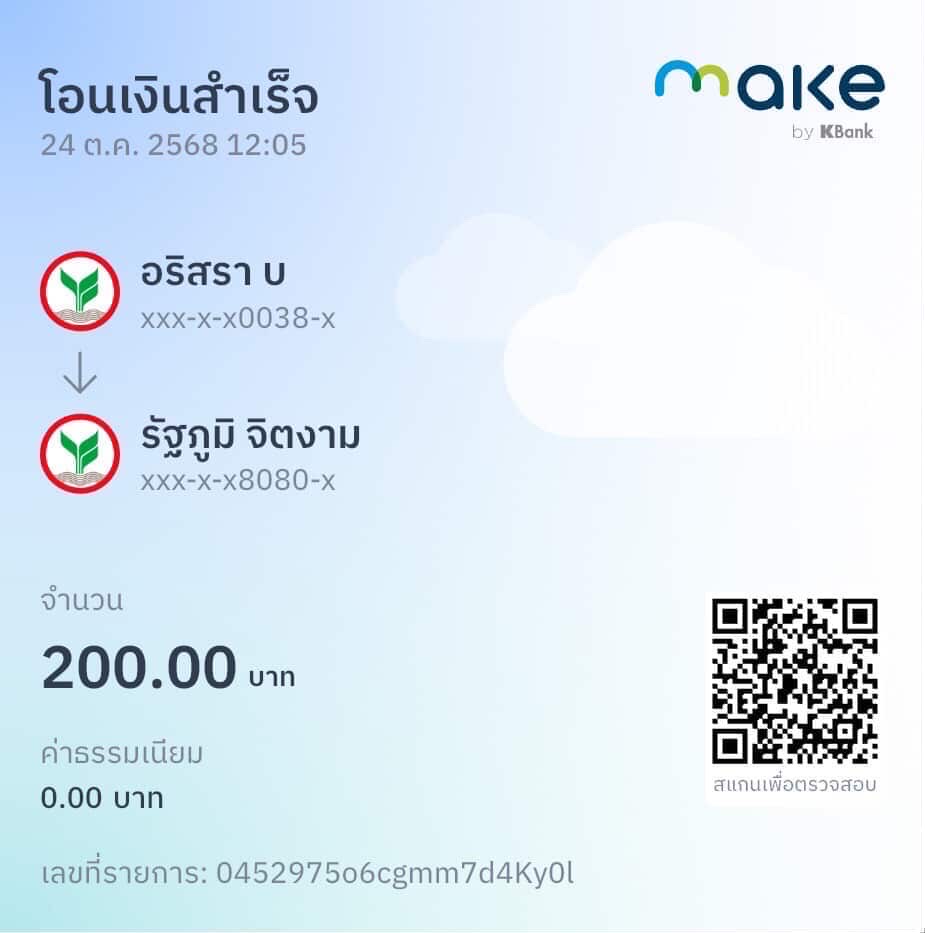 โอนเงินสำเร็จ
24 ต.ค. 2568 12:05
make
by KBank
อริสรา บ
xxx-x-x0038-x
รัฐภูมิ จิตงาม
xxx-x-x8080-x
จำนวน
200.00 บาท
ค่าธรรมเนียม
0.00 บาท
สแกนเพื่อตรวจสอบ
เลขที่รายการ: 0452975o6cgmm7d4Ky0l